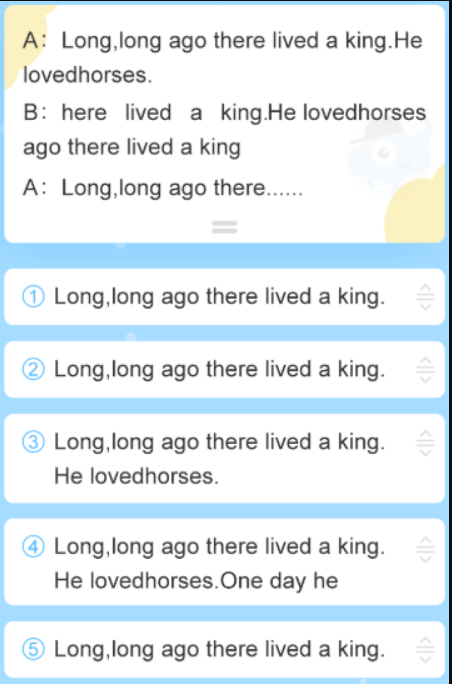 A: Long,long ago there lived a king.He
lovedhorses.
B: here lived a king.He lovedhorses
ago there lived a king
A: Long,long ago there......
① Long,long ago there lived a king.
② Long,long ago there lived a king.
③ Long,long ago there lived a king.
He lovedhorses.
④ Long,long ago there lived a king.
He lovedhorses.One day he
⑤ Long,long ago there lived a king.